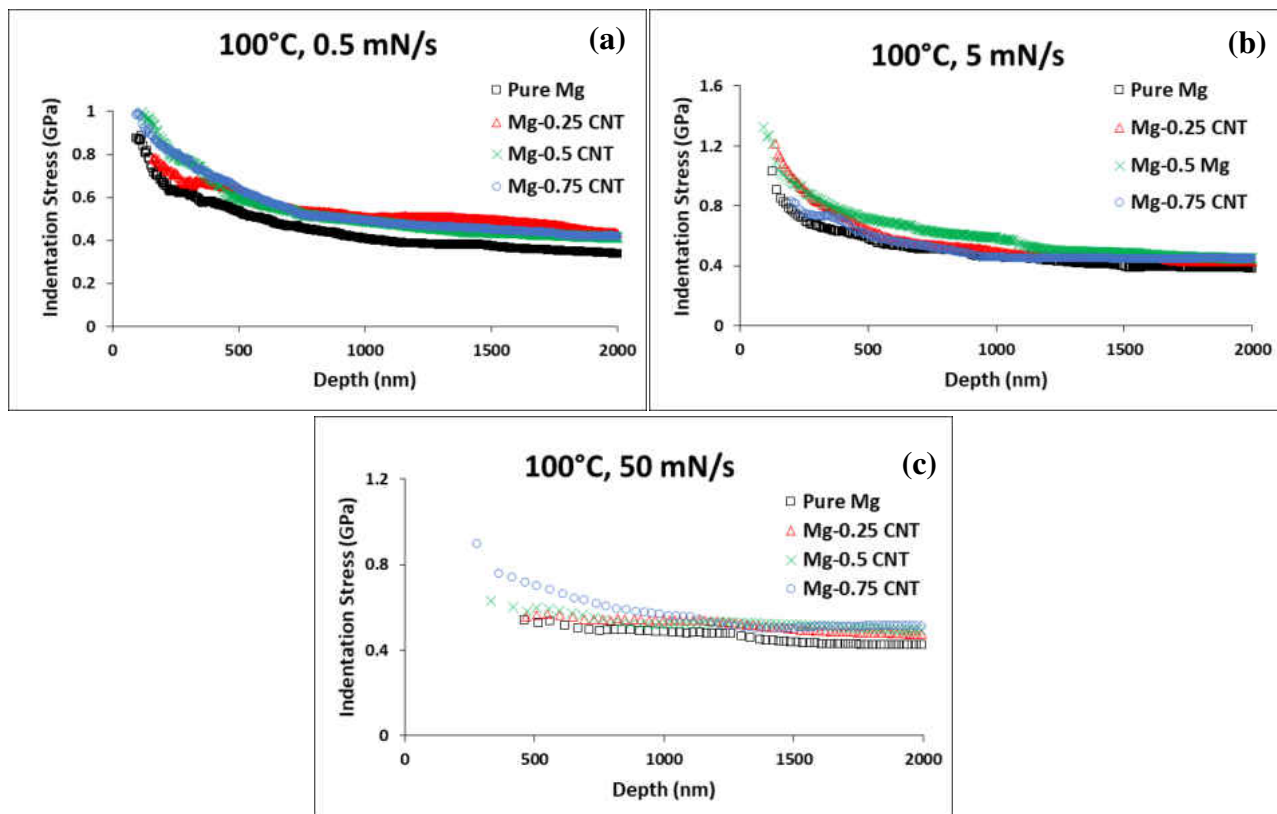 100°C, 0.5 mN/s
(a)
Pure Mg
Mg-0.25 CNT
Mg-0.5 CNT
Mg-0.75 CNT
Indentation Stress (GPa)
1
0.8
0.6
0.4
0.2
0
0 500 1000 1500 2000
Depth (nm)
100°C, 5 mN/s
(b)
Pure Mg
Mg-0.25 CNT
Mg-0.5 Mg
Mg-0.75 CNT
Indentation Stress (GPa)
1.6
1.2
0.8
0.4
0
0 500 1000 1500 2000
Depth (nm)
100°C, 50 mN/s
(c)
Pure Mg
Mg-0.25 CNT
Mg-0.5 CNT
Mg-0.75 CNT
Indentation Stress (GPa)
1.2
0.8
0.4
0
0 500 1000 1500 2000
Depth (nm)